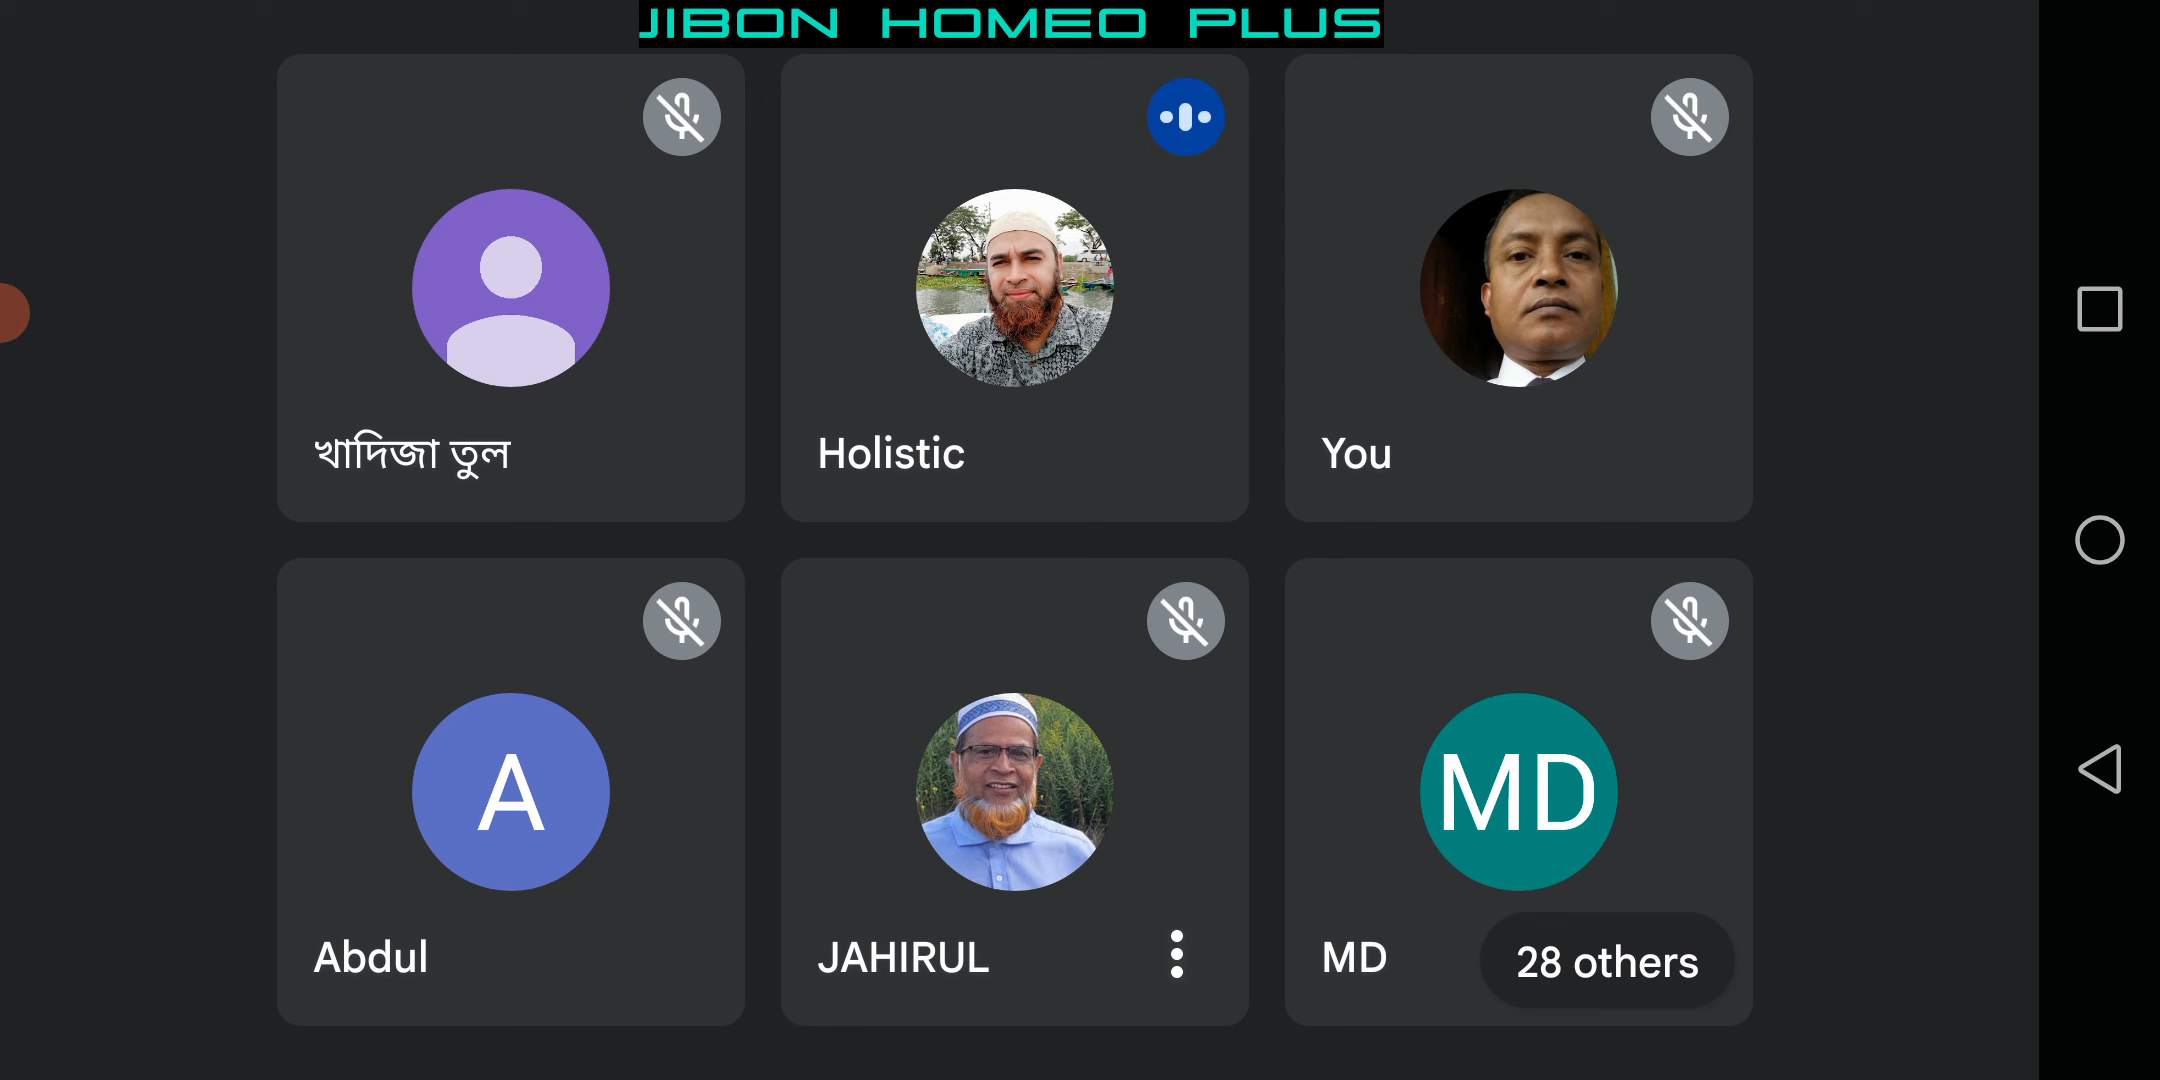 JIBON HOMEO PLUS
খাদিজা তুল
Holistic
You
A
Abdul
JAHIRUL
MD
MD
28 others